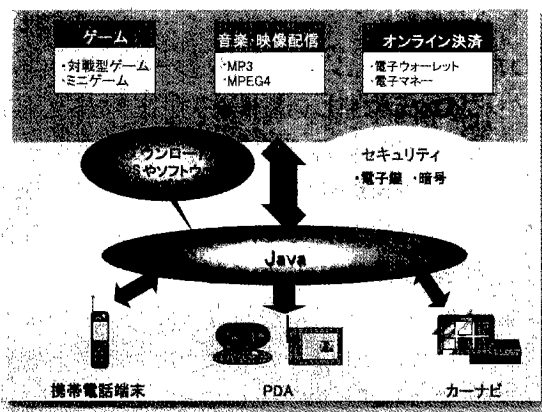 ゲーム
・対戦型ゲーム
・ミニゲーム
音楽・映像配信
・MP3
・MPEG4
オンライン決済
・電子ウォーレット
・電子マネー
セキュリティ
・電子鍵 ・暗号
Java
携帯電話端末
PDA
カーナビ